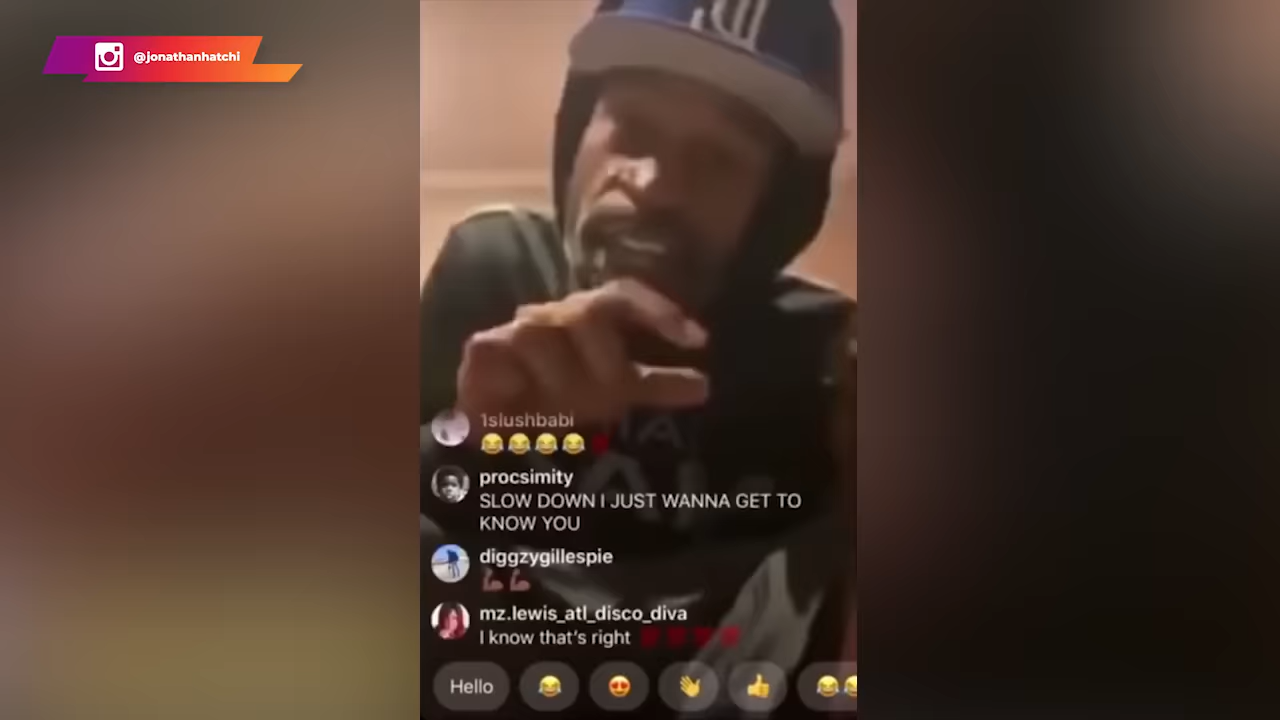 @jonathanhatchi
1slushbabi
😂😂😂😂
procsimity
SLOW DOWN I JUST WANNA GET TO
KNOW YOU
diggzygillespie
mz.lewis_atl_disco_diva
I know that's right
Hello